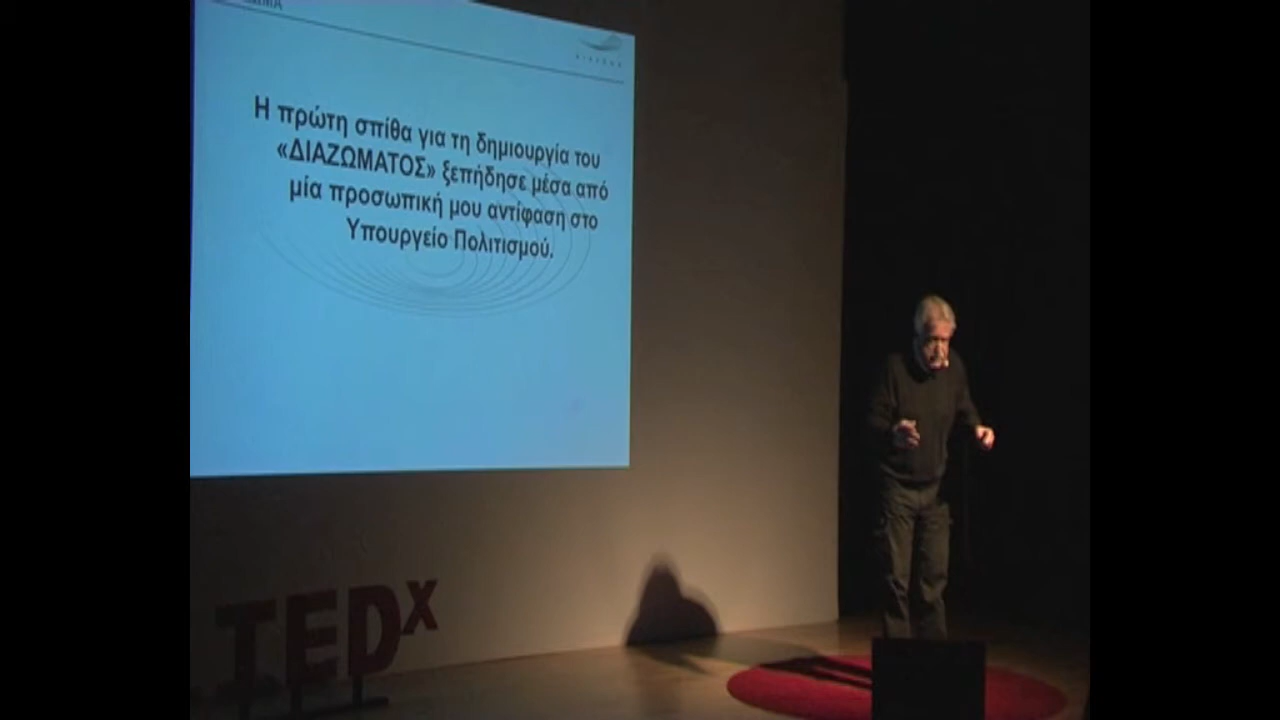 Η πρώτη σπίθα για τη δημιουργία του
«ΔΙΑΖΩΜΑΤΟΣ» ξεπήδησε μέσα από
μία προσωπική μου αντίφαση στο
Υπουργείο Πολιτισμού.
TEDx